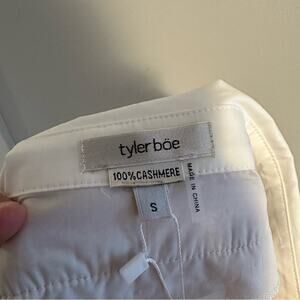 tyler böe
100% CASHMERE
S
MADE IN
CHINA